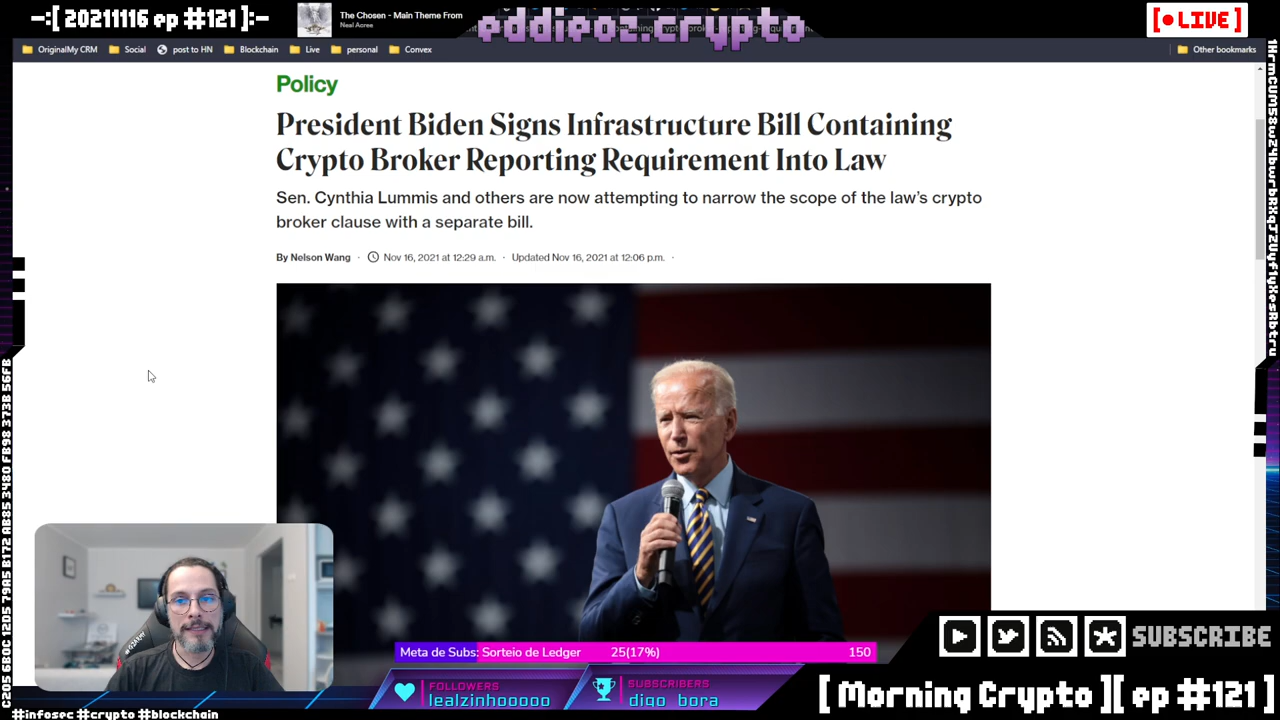 -:[ 20211116 ep #121 ]:-
The Chosen - Main Theme From
Neal Acree
eddieoz.crypto
[ • LIVE ]
OriginalMy CRM
Social
post to HN
Blockchain
Live
personal
Convex
Other bookmarks
Policy
President Biden Signs Infrastructure Bill Containing
Crypto Broker Reporting Requirement Into Law
Sen. Cynthia Lummis and others are now attempting to narrow the scope of the law's crypto
broker clause with a separate bill.
By Nelson Wang · Nov 16, 2021 at 12:29 a.m. · Updated Nov 16, 2021 at 12:06 p.m. ·
Meta de Subs: Sorteio de Ledger 25(17%) 150
FOLLOWERS
lealzinhooooo
SUBSCRIBERS
digo_bora
SUBSCRIBE
[ Morning Crypto ][ ep #121 ]
#infosec #crypto #blockchain